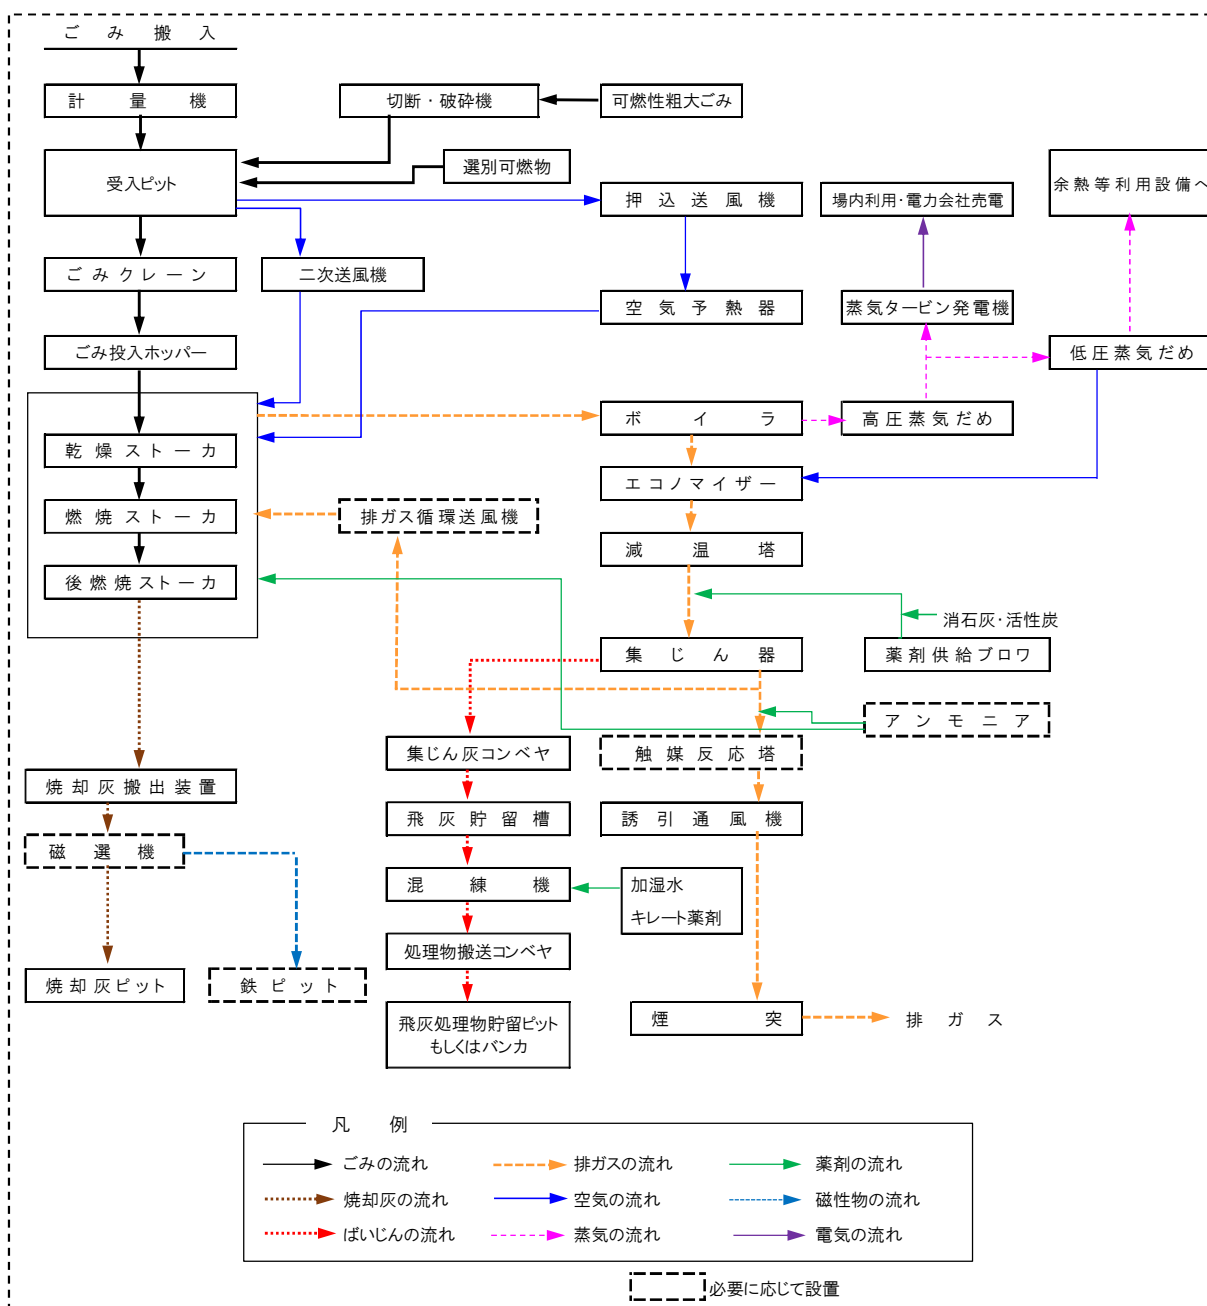 ごみ搬入
計量機
切断・破砕機
可燃性粗大ごみ
受入ピット
選別可燃物
押込送風機
場内利用・電力会社売電
余熱等利用設備へ
ごみクレーン
二次送風機
空気予熱器
蒸気タービン発電機
ごみ投入ホッパー
低圧蒸気だめ
ボイラ
高圧蒸気だめ
乾燥ストーカ
エコノマイザー
燃焼ストーカ
排ガス循環送風機
減温塔
後燃焼ストーカ
消石灰・活性炭
集じん器
薬剤供給ブロワ
アンモニア
集じん灰コンベヤ
触媒反応塔
焼却灰搬出装置
飛灰貯留槽
誘引通風機
磁選機
混練機
加湿水
キレート薬剤
処理物搬送コンベヤ
焼却灰ピット
鉄ピット
飛灰処理物貯留ピット
もしくはバンカ
煙突
排ガス
凡例
ごみの流れ
排ガスの流れ
薬剤の流れ
焼却灰の流れ
空気の流れ
磁性物の流れ
ばいじんの流れ
蒸気の流れ
電気の流れ
必要に応じて設置